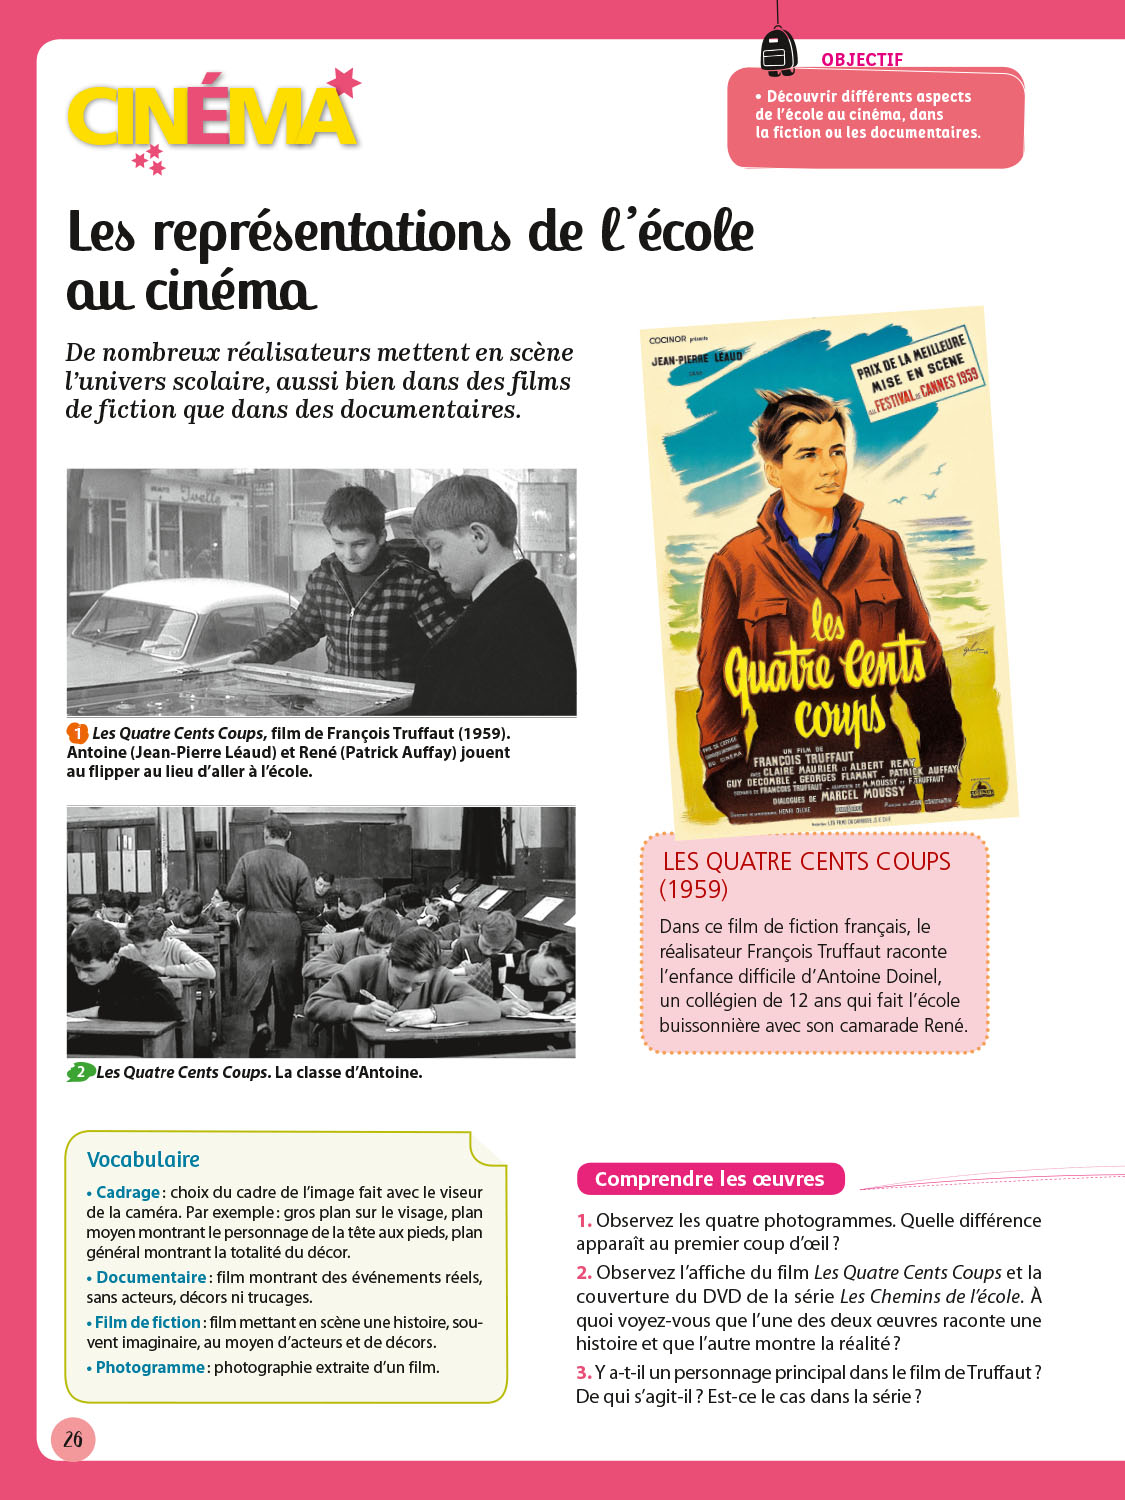 OBJECTIF
• Découvrir différents aspects
de l'école au cinéma, dans
la fiction ou les documentaires.
CINÉMA
Les représentations de l'école
au cinéma
De nombreux réalisateurs mettent en scène
l'univers scolaire, aussi bien dans des films
de fiction que dans des documentaires.
Yvelle
1 Les Quatre Cents Coups, film de François Truffaut (1959).
Antoine (Jean-Pierre Léaud) et René (Patrick Auffay) jouent
au flipper au lieu d'aller à l'école.
2 Les Quatre Cents Coups. La classe d'Antoine.
COCINOR présente
JEAN-PIERRE LÉAUD
dans
PRIX DE LA MEILLEURE
MISE EN SCÈNE
AU FESTIVAL DE CANNES 1959
les
quatre cents
coups
UN FILM DE
FRANÇOIS TRUFFAUT
AVEC CLAIRE MAURIER ET ALBERT REMY
GUY DECOMBLE - GEORGES FLAMANT - PATRICK AUFFAY
SCENARIO DE FRANCOIS TRUFFAUT - ADAPTATION DE M. MOUSSY ET F. TRUFFAUT
DIALOGUES DE MARCEL MOUSSY
LES QUATRE CENTS COUPS
(1959)
Dans ce film de fiction français, le
réalisateur François Truffaut raconte
l'enfance difficile d'Antoine Doinel,
un collégien de 12 ans qui fait l'école
buissonnière avec son camarade René.
Vocabulaire
• Cadrage : choix du cadre de l'image fait avec le viseur
de la caméra. Par exemple : gros plan sur le visage, plan
moyen montrant le personnage de la tête aux pieds, plan
général montrant la totalité du décor.
• Documentaire : film montrant des événements réels,
sans acteurs, décors ni trucages.
• Film de fiction : film mettant en scène une histoire, sou-
vent imaginaire, au moyen d'acteurs et de décors.
• Photogramme : photographie extraite d'un film.
Comprendre les œuvres
1. Observez les quatre photogrammes. Quelle différence
apparaît au premier coup d'œil ?
2. Observez l'affiche du film Les Quatre Cents Coups et la
couverture du DVD de la série Les Chemins de l'école. À
quoi voyez-vous que l'une des deux œuvres raconte une
histoire et que l'autre montre la réalité ?
3. Y a-t-il un personnage principal dans le film de Truffaut ?
De qui s'agit-il ? Est-ce le cas dans la série ?
26